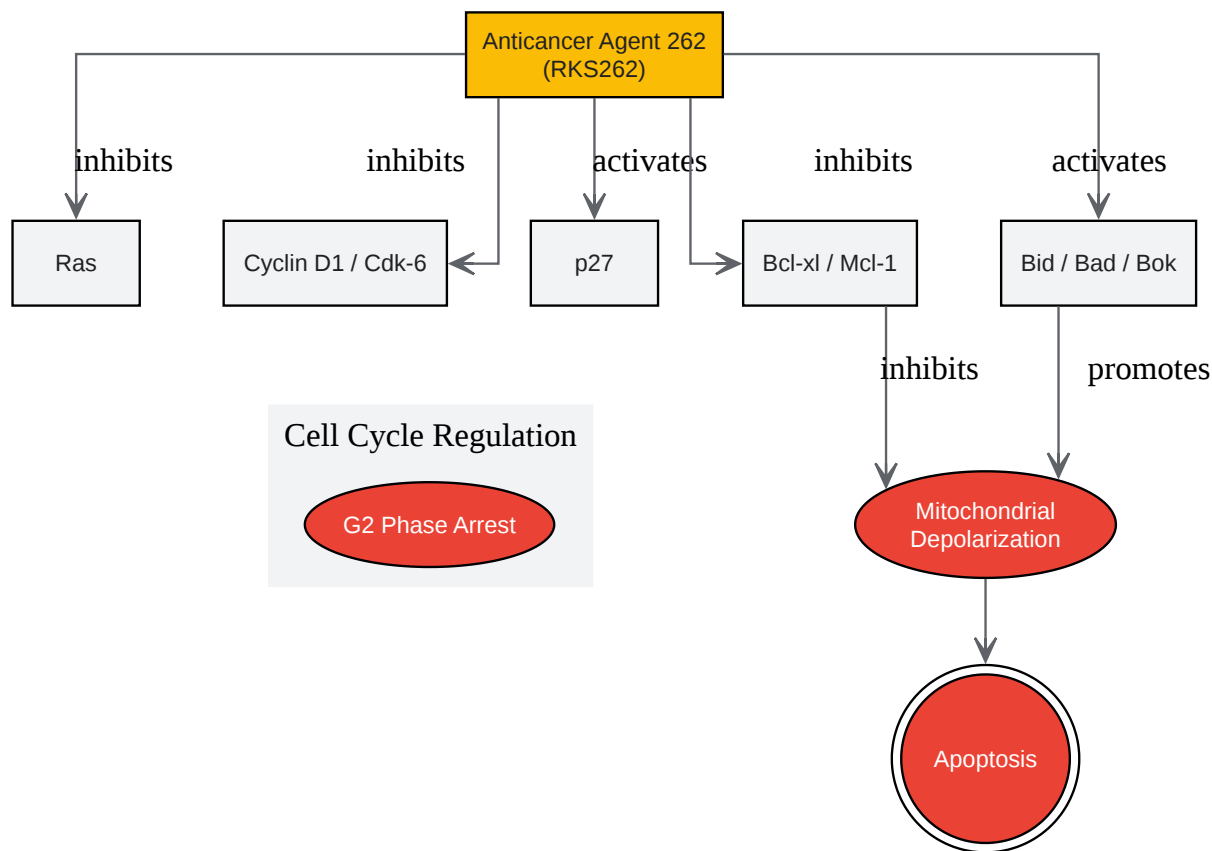 Anticancer Agent 262
(RKS262)
inhibits
inhibits
activates
inhibits
activates
Ras
Cyclin D1 / Cdk-6
p27
Bcl-xl / Mcl-1
Bid / Bad / Bok
inhibits
promotes
Cell Cycle Regulation
G2 Phase Arrest
Mitochondrial
Depolarization
Apoptosis